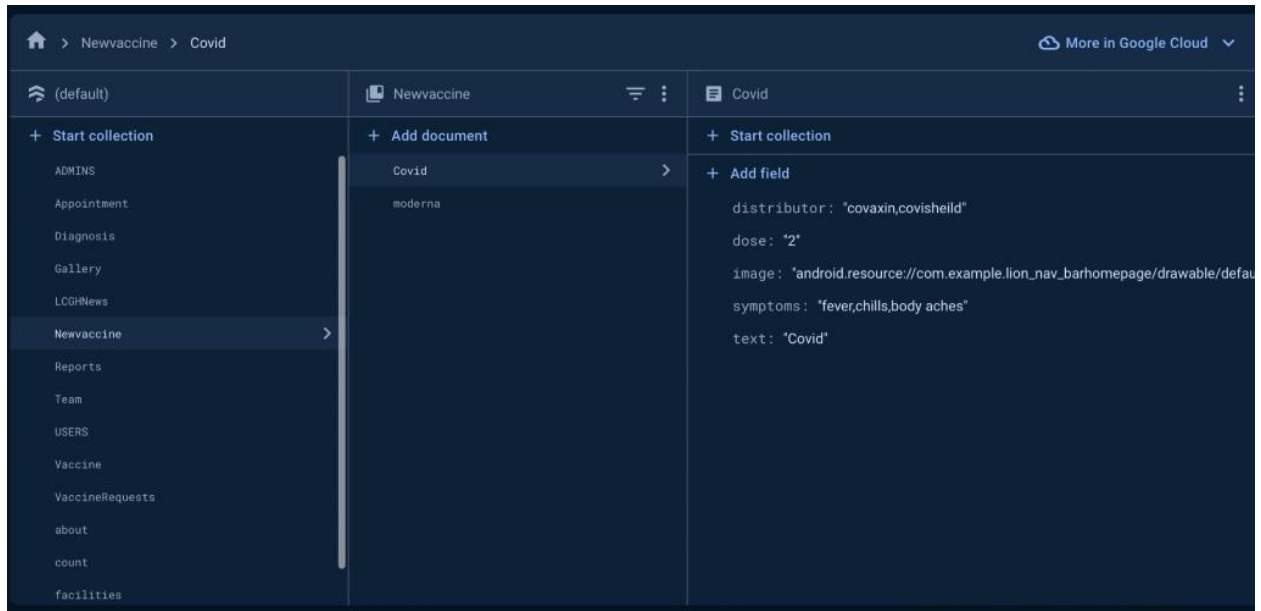 Newvaccine > Covid
More in Google Cloud
(default)
+ Start collection
ADMINS
Appointment
Diagnosis
Gallery
LCGHNews
Newvaccine
Reports
Team
USERS
Vaccine
VaccineRequests
about
count
facilities
Newvaccine
+ Add document
Covid
moderna
Covid
+ Start collection
+ Add field
distributor: "covaxin,covisheild"
dose: "2"
image: "android.resource://com.example.lion_nav_barhomepage/drawable/defau
symptoms: "fever,chills,body aches"
text: "Covid"